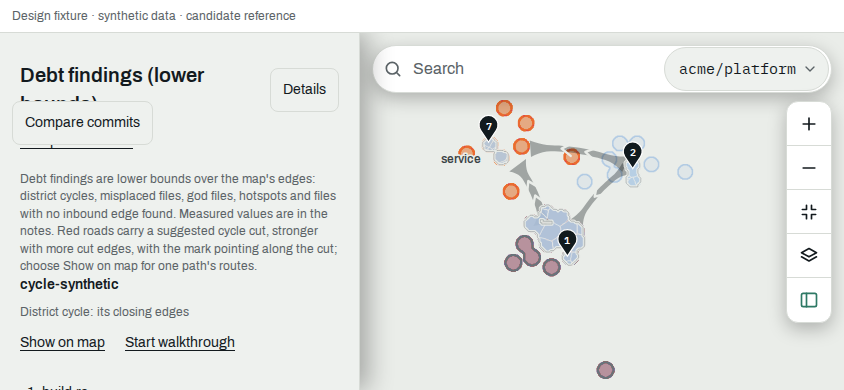 Design fixture · synthetic data · candidate reference
Debt findings (lower
bounds)
Details
Compare commits
Debt findings are lower bounds over the map's edges:
district cycles, misplaced files, god files, hotspots and files
with no inbound edge found. Measured values are in the
notes. Red roads carry a suggested cycle cut, stronger
with more cut edges, with the mark pointing along the cut;
choose Show on map for one path's routes.
cycle-synthetic
District cycle: its closing edges
Show on map
Start walkthrough
Search
acme/platform
7
service
2
1